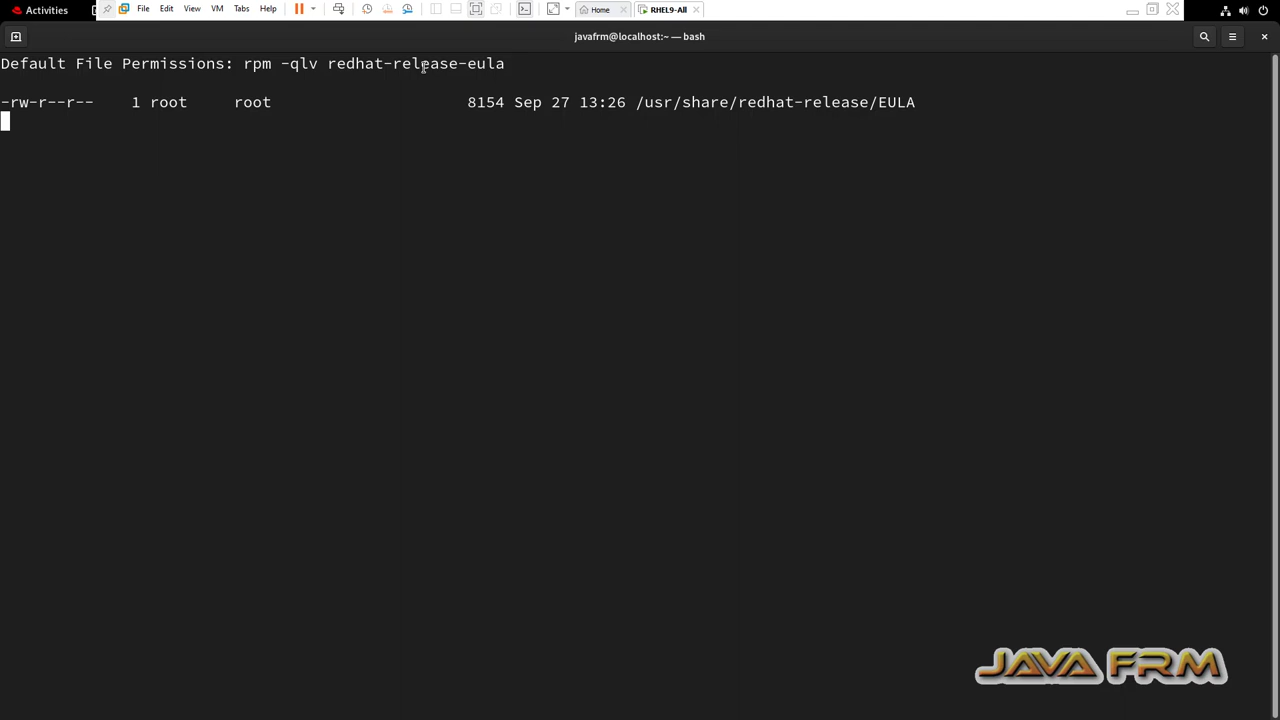 Activities
File Edit View VM Tabs Help
Home
RHEL9-All
javafrm@localhost:~ — bash
Default File Permissions: rpm -qlv redhat-release-eula
-rw-r--r-- 1 root root 8154 Sep 27 13:26 /usr/share/redhat-release/EULA
JAVA FRM